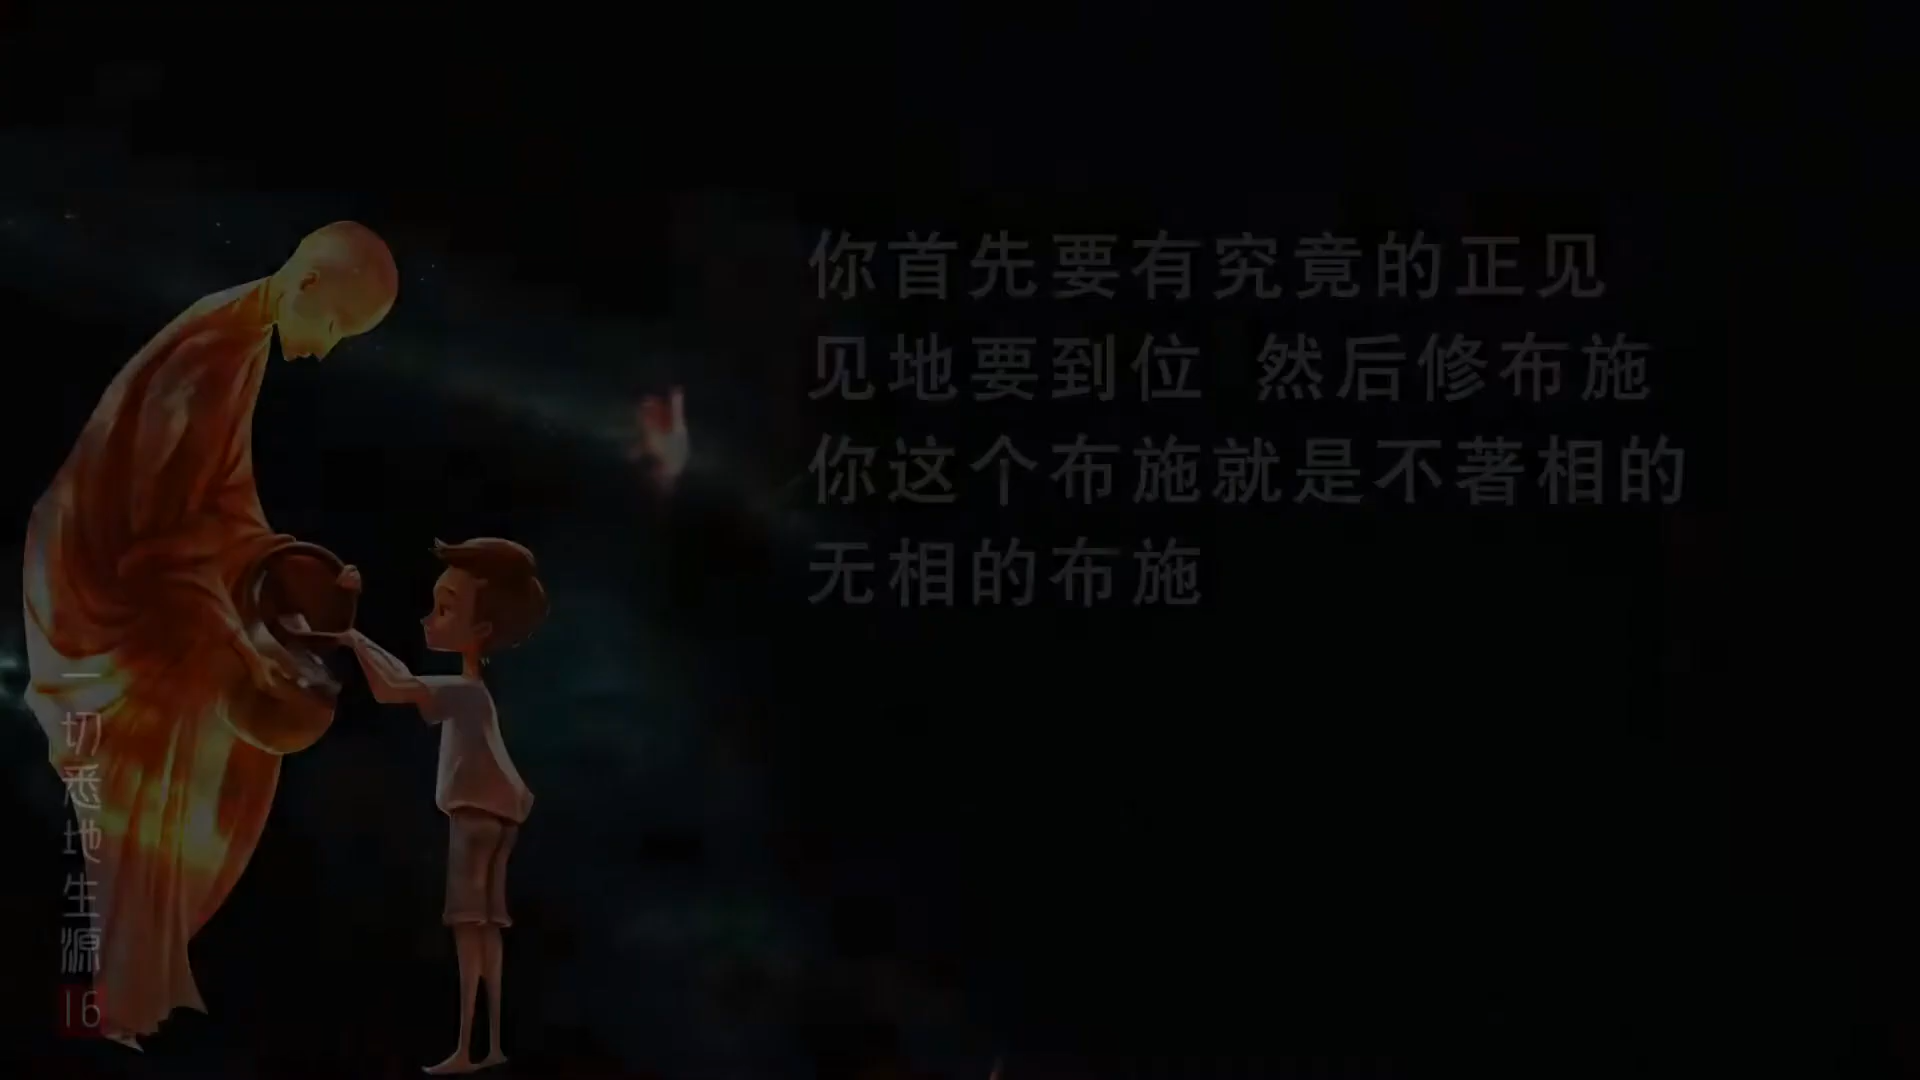 你首先要有究竟的正见
见地要到位 然后修布施
你这个布施就是不著相的
无相的布施
一切悉地生源
16